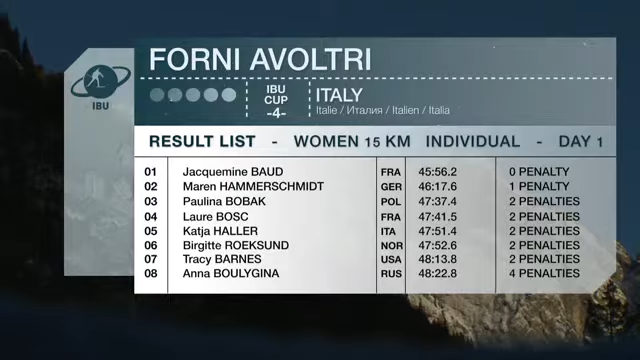 FORNI AVOLTRI
IBU
IBU CUP -4-
ITALY
Italie / Италия / Italien / Italia
RESULT LIST - WOMEN 15 KM INDIVIDUAL - DAY 1
01 Jacquemine BAUD FRA 45:56.2 0 PENALTY
02 Maren HAMMERSCHMIDT GER 46:17.6 1 PENALTY
03 Paulina BOBAK POL 47:37.4 2 PENALTIES
04 Laure BOSC FRA 47:41.5 2 PENALTIES
05 Katja HALLER ITA 47:51.4 2 PENALTIES
06 Birgitte ROEKSUND NOR 47:52.6 2 PENALTIES
07 Tracy BARNES USA 48:13.8 2 PENALTIES
08 Anna BOULYGINA RUS 48:22.8 4 PENALTIES